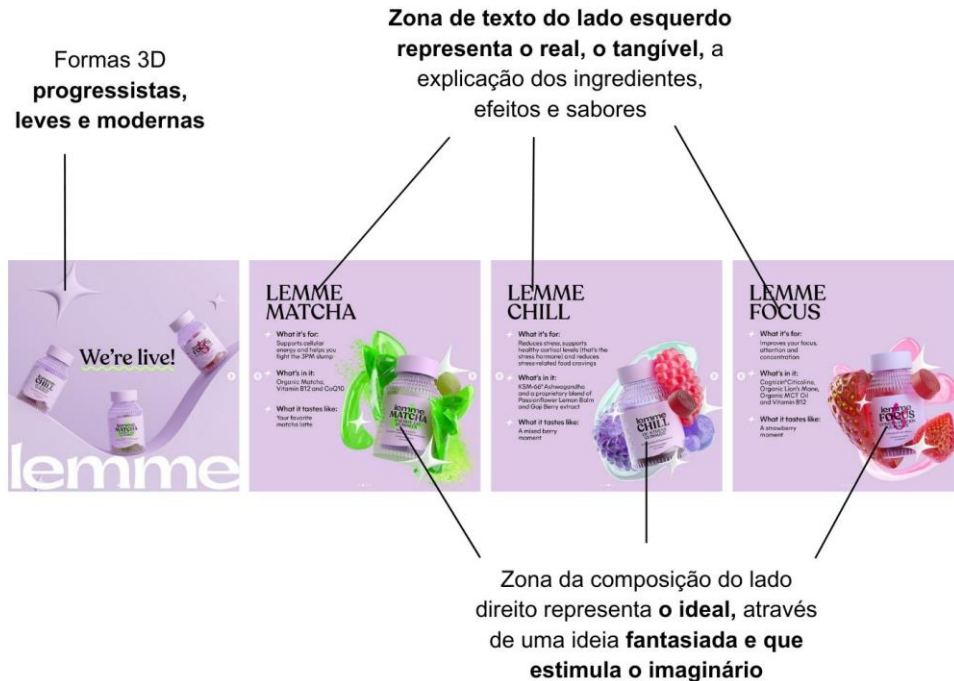 Formas 3D
progressistas,
leves e modernas
Zona de texto do lado esquerdo
representa o real, o tangível, a
explicação dos ingredientes,
efeitos e sabores
We're live!
lemme
CHILL
lemme
MATCHA
lemme
LEMME
MATCHA
What it's for:
Supports cellular
energy and helps you
fight the 3PM slump
What's in it:
Organic Matcha,
Vitamin B12 and CoQ10
What it tastes like:
Your favorite
matcha latte
lemme
MATCHA
LEMME
CHILL
What it's for:
Reduces stress, supports
healthy cortisol levels (that's the
stress hormone) and reduces
stress-related food cravings
What's in it:
KSM-66® Ashwagandha
and a proprietary blend of
Passionflower Lemon Balm
and Goji Berry extract
What it tastes like:
A mixed berry
moment
lemme
CHILL
LEMME
FOCUS
What it's for:
Improves your focus,
attention and
concentration
What's in it:
Cognizin® Citicoline,
Organic Lion's Mane,
Organic MCT Oil
and Vitamin B12
What it tastes like:
A strawberry
moment
lemme
FOCUS
Zona da composição do lado
direito representa o ideal, através
de uma ideia fantasiada e que
estimula o imaginário